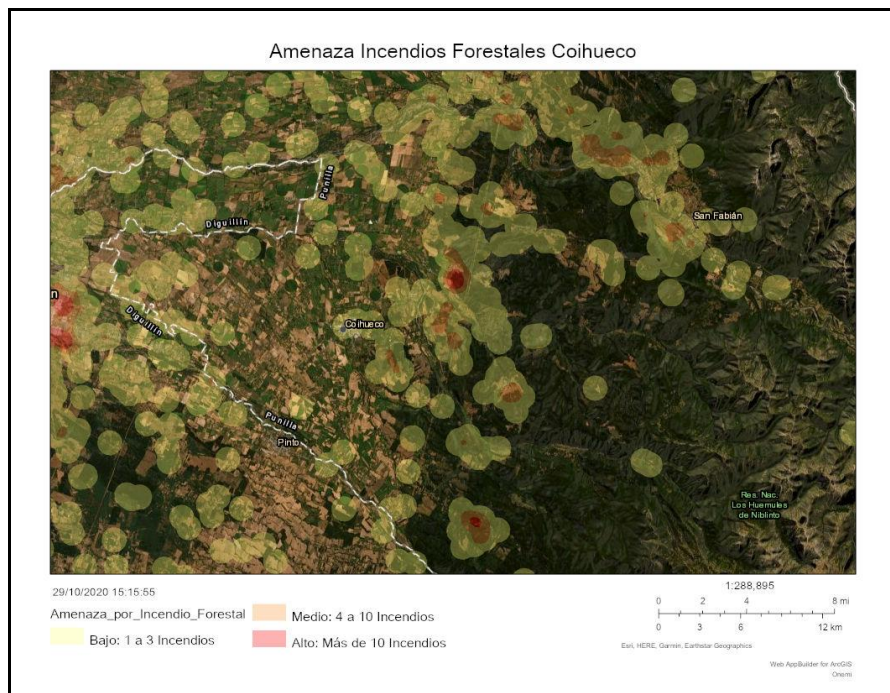 Amenaza Incendios Forestales Coihueco
Punilla
San Fabián
Diguillín
n
Diguillín
Coihueco
Punilla
Pinto
Res. Nac.
Los Huemules
de Niblinto
29/10/2020 15:15:55
Amenaza_por_Incendio_Forestal
Bajo: 1 a 3 Incendios
Medio: 4 a 10 Incendios
Alto: Más de 10 Incendios
1:288,895
0 2 4 8 mi
0 3 6 12 km
Esri, HERE, Garmin, Earthstar Geographics
Web AppBuilder for ArcGIS
Onemi